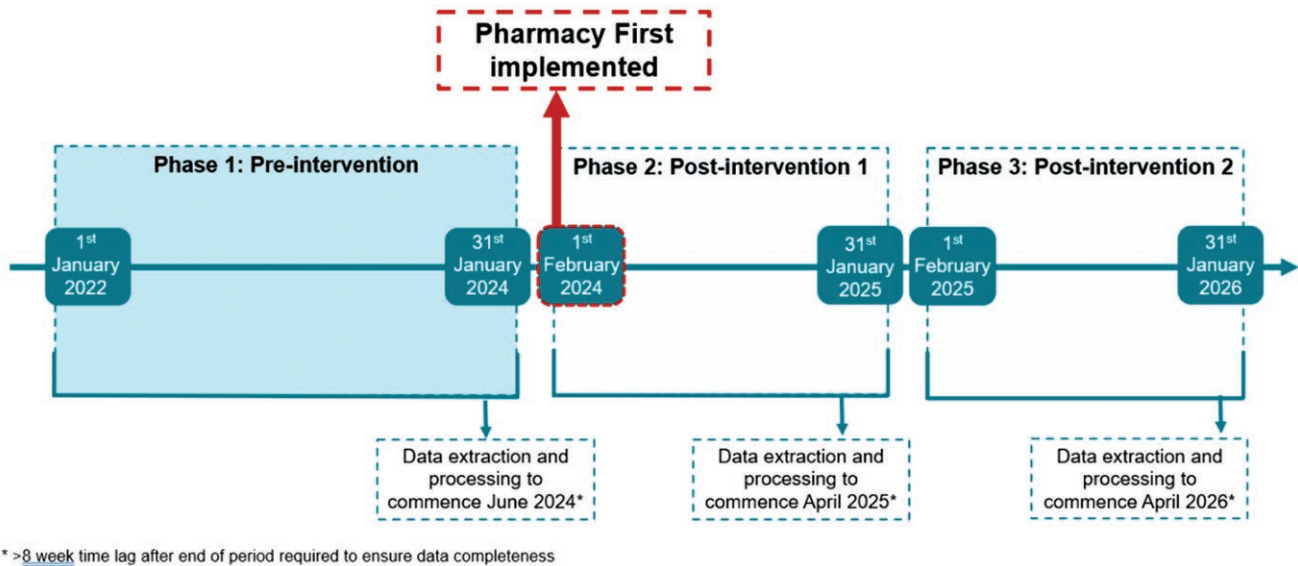 Pharmacy First
implemented
Phase 1: Pre-intervention
Phase 2: Post-intervention 1
Phase 3: Post-intervention 2
1st
January
2022
31st
January
2024
1st
February
2024
31st
January
2025
1st
February
2025
31st
January
2026
Data extraction and
processing to
commence June 2024*
Data extraction and
processing to
commence April 2025*
Data extraction and
processing to
commence April 2026*
* >8 week time lag after end of period required to ensure data completeness